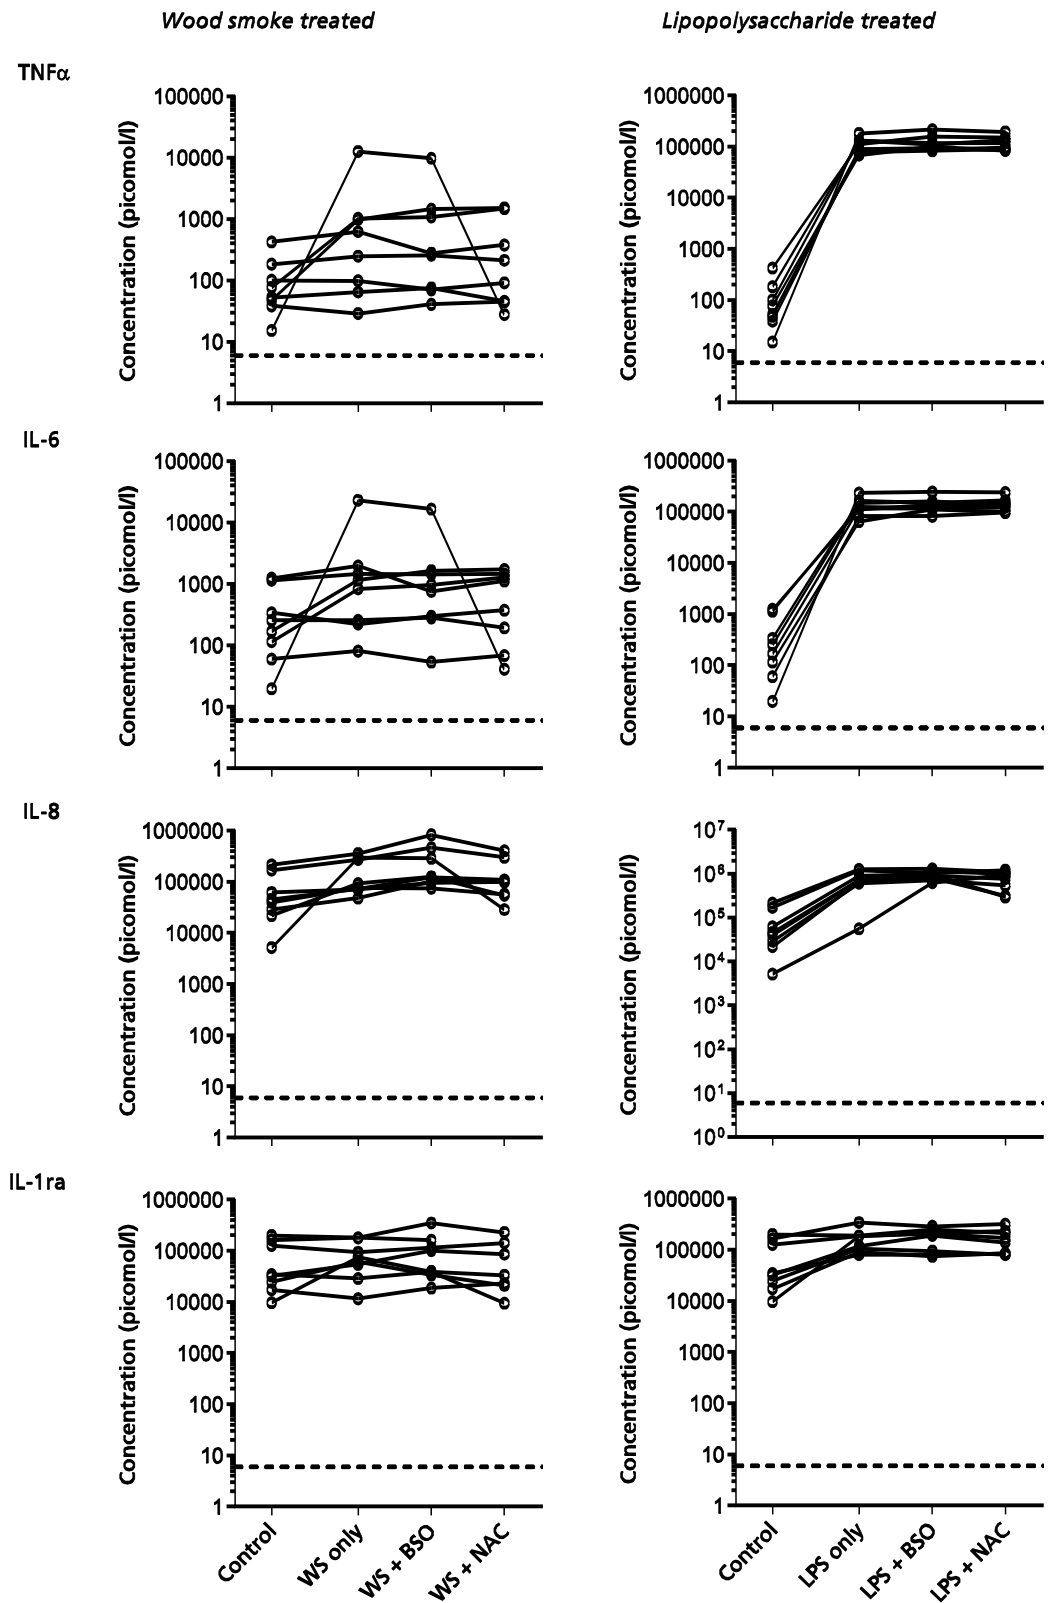 Wood smoke treated
Lipopolysaccharide treated
TNFα
Concentration (picomol/l)
100000
10000
1000
100
10
1
Concentration (picomol/l)
1000000
100000
10000
1000
100
10
1
IL-6
Concentration (picomol/l)
100000
10000
1000
100
10
1
Concentration (picomol/l)
1000000
100000
10000
1000
100
10
1
IL-8
Concentration (picomol/l)
1000000
100000
10000
1000
100
10
1
Concentration (picomol/l)
10⁷
10⁶
10⁵
10⁴
10³
10²
10¹
10⁰
IL-1ra
Concentration (picomol/l)
1000000
100000
10000
1000
100
10
1
Concentration (picomol/l)
1000000
100000
10000
1000
100
10
1
Control
WS only
WS + BSO
WS + NAC
Control
LPS only
LPS + BSO
LPS + NAC